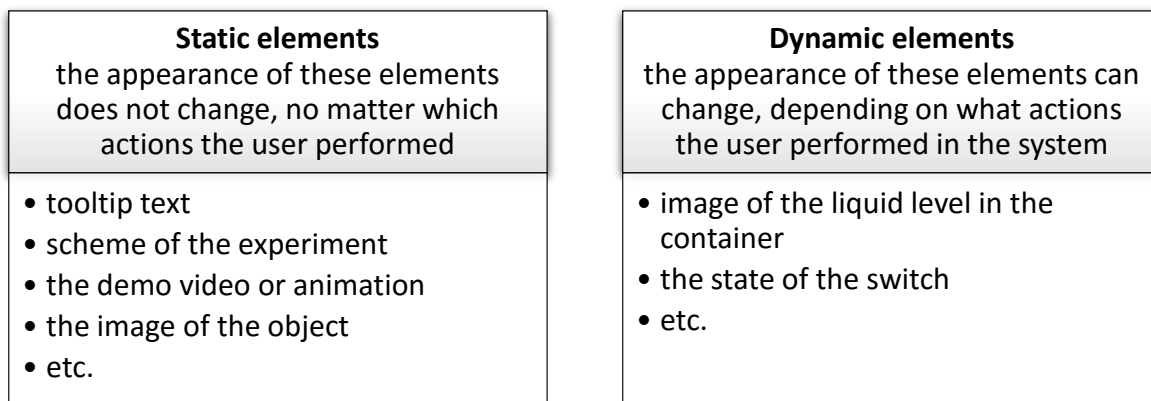 Static elements
the appearance of these elements
does not change, no matter which
actions the user performed
• tooltip text
• scheme of the experiment
• the demo video or animation
• the image of the object
• etc.
Dynamic elements
the appearance of these elements can
change, depending on what actions
the user performed in the system
• image of the liquid level in the
container
• the state of the switch
• etc.